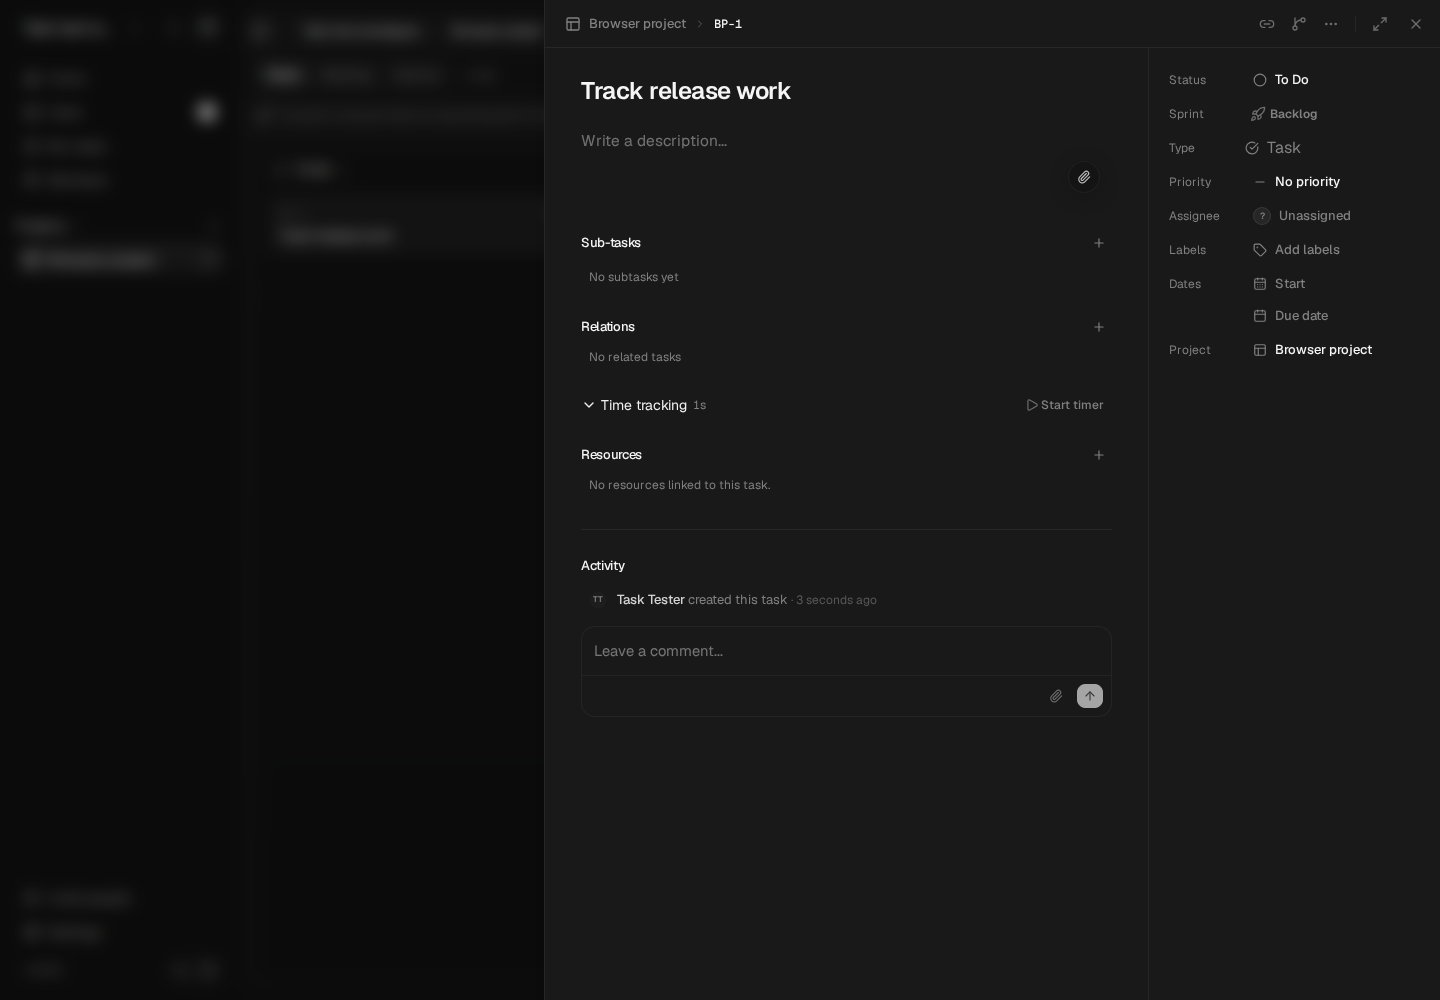 Browser project > BP-1
Track release work
Write a description...
Sub-tasks
No subtasks yet
Relations
No related tasks
Time tracking 1s
Start timer
Resources
No resources linked to this task.
Activity
TT Task Tester created this task · 3 seconds ago
Leave a comment...
Status To Do
Sprint Backlog
Type Task
Priority No priority
Assignee ? Unassigned
Labels Add labels
Dates Start
Due date
Project Browser project